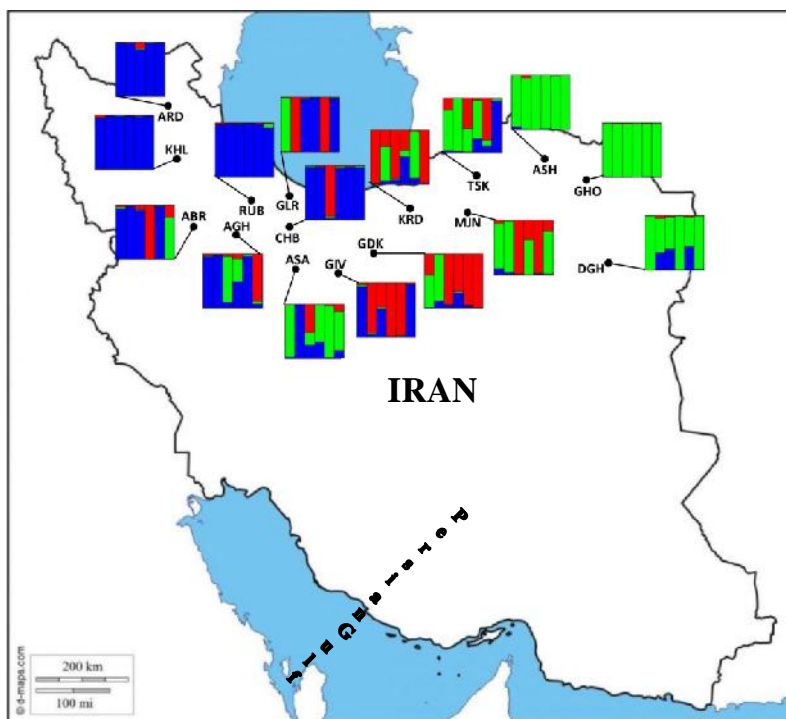 ARD
KHL
RUB
GLR
CHB
ABR
AGH
ASA
GIV
GDK
KRD
TSK
MJN
ASH
GHO
DGH
IRAN
Persian Gulf
200 km
100 mi
© d-maps.com